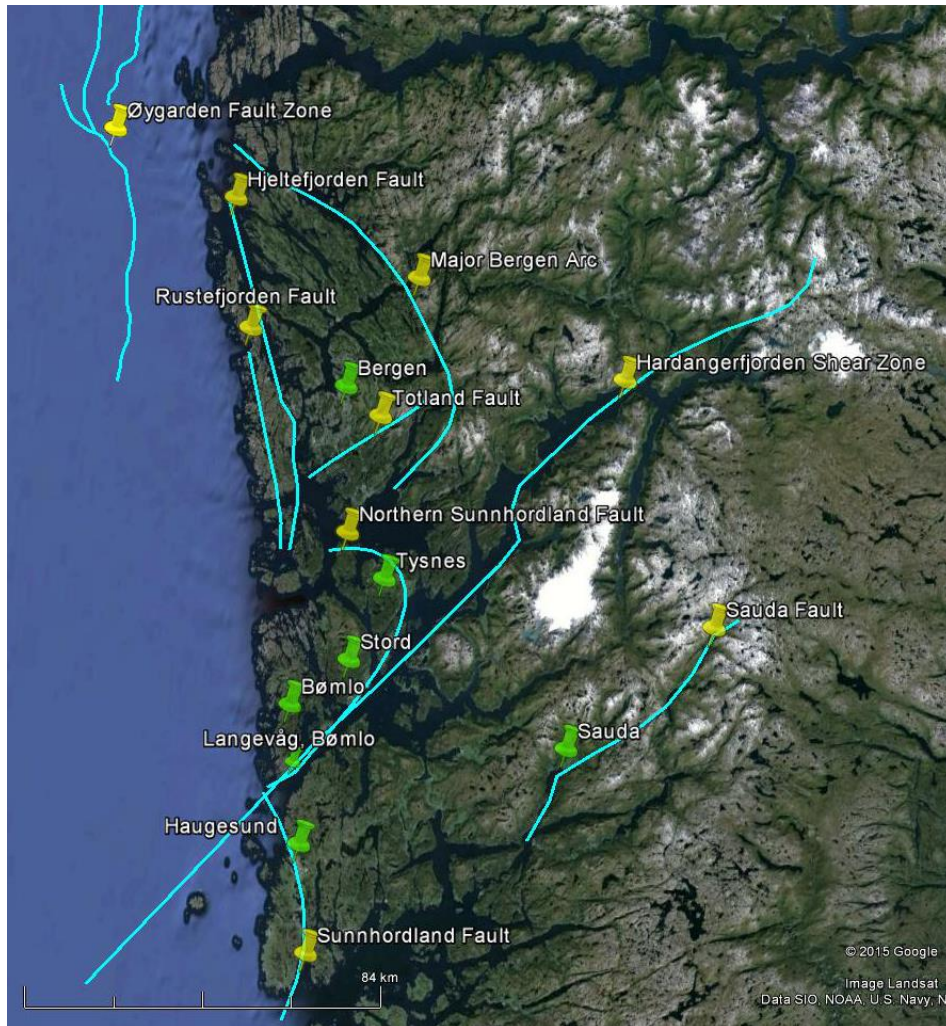 Øygarden Fault Zone
Hjeltefjorden Fault
Major Bergen Arc
Rustefjorden Fault
Hardangerfjorden Shear Zone
Bergen
Totland Fault
Northern Sunnhordland Fault
Tysnes
Sauda Fault
Stord
Bømlo
Sauda
Langevåg, Bømlo
Haugesund
Sunnhordland Fault
84 km
© 2015 Google
Image Landsat
Data SIO, NOAA, U.S. Navy, N